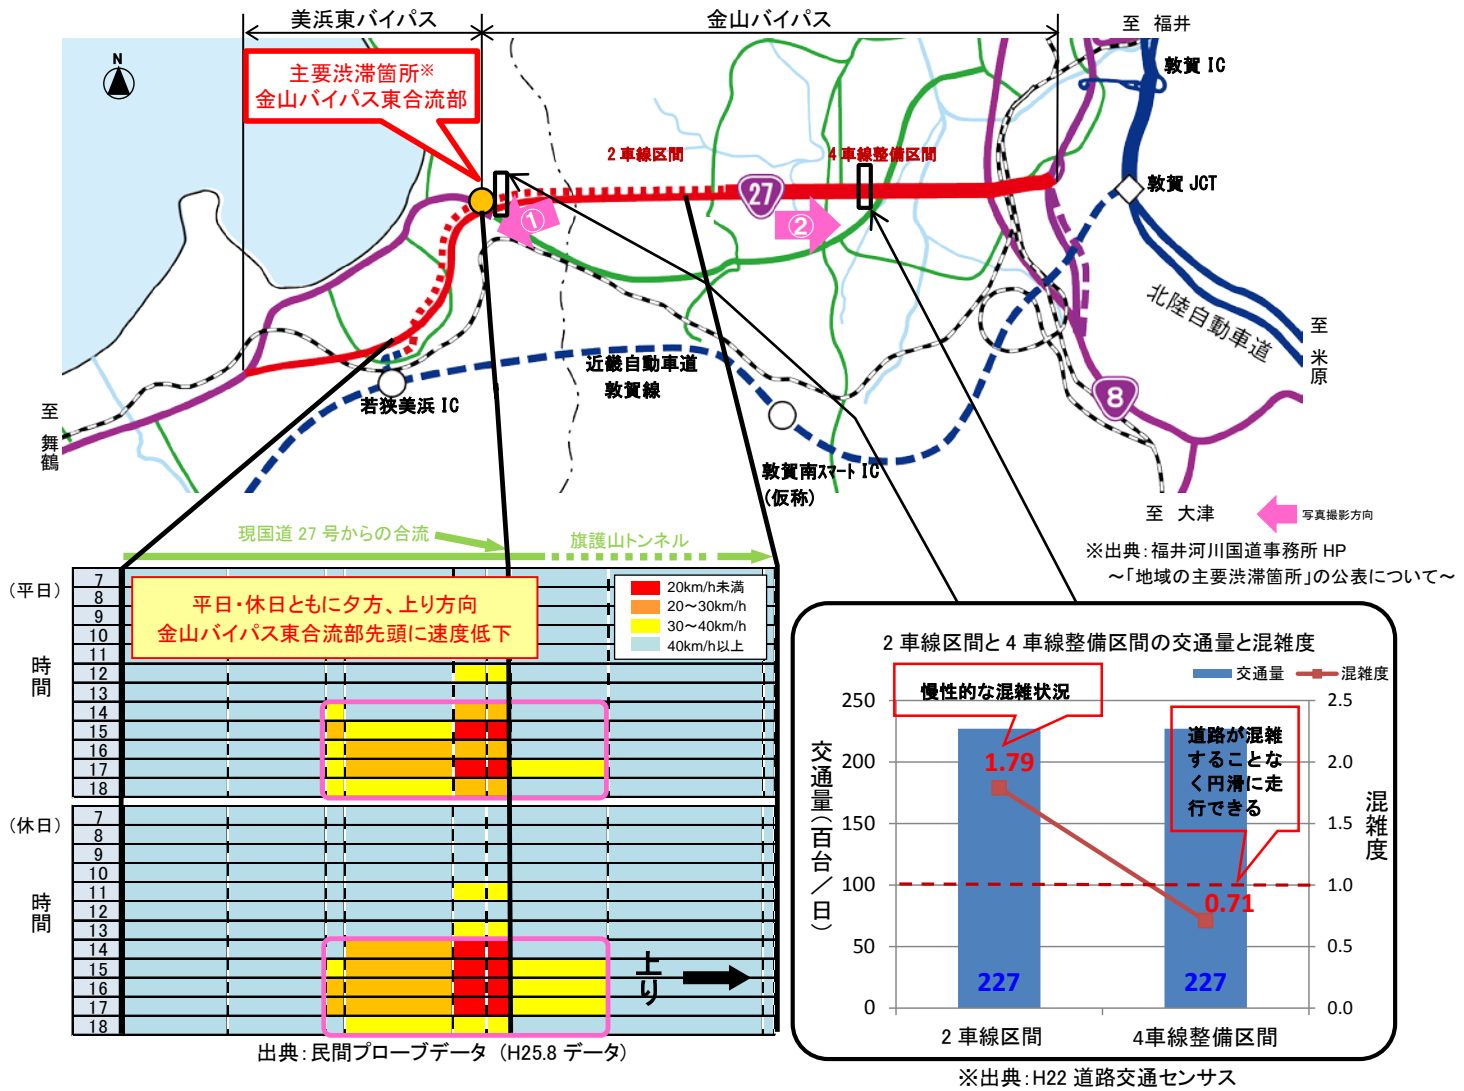 美浜東バイパス
金山バイパス
至 福井
N
主要渋滞箇所※
金山バイパス東合流部
敦賀 IC
2 車線区間
4 車線整備区間
27
①
②
敦賀 JCT
北陸自動車道
至 米原
近畿自動車道
敦賀線
8
若狭美浜 IC
至 舞鶴
敦賀南スマート IC
(仮称)
至 大津
写真撮影方向
※出典：福井河川国道事務所 HP
～「地域の主要渋滞箇所」の公表について～
現国道 27 号からの合流
旗護山トンネル
(平日)
時間
7
8
9
10
11
12
13
14
15
16
17
18
平日・休日ともに夕方、上り方向
金山バイパス東合流部先頭に速度低下
20km/h未満
20～30km/h
30～40km/h
40km/h以上
(休日)
時間
7
8
9
10
11
12
13
14
15
16
17
18
上り
出典：民間プローブデータ (H25.8 データ)
2 車線区間と 4 車線整備区間の交通量と混雑度
交通量
混雑度
慢性的な混雑状況
道路が混雑
することな
く円滑に走
行できる
交通量(百台/日)
250
200
150
100
50
0
2.5
2.0
1.5
1.0
0.5
0.0
混雑度
1.79
0.71
227
227
2 車線区間
4車線整備区間
※出典：H22 道路交通センサス